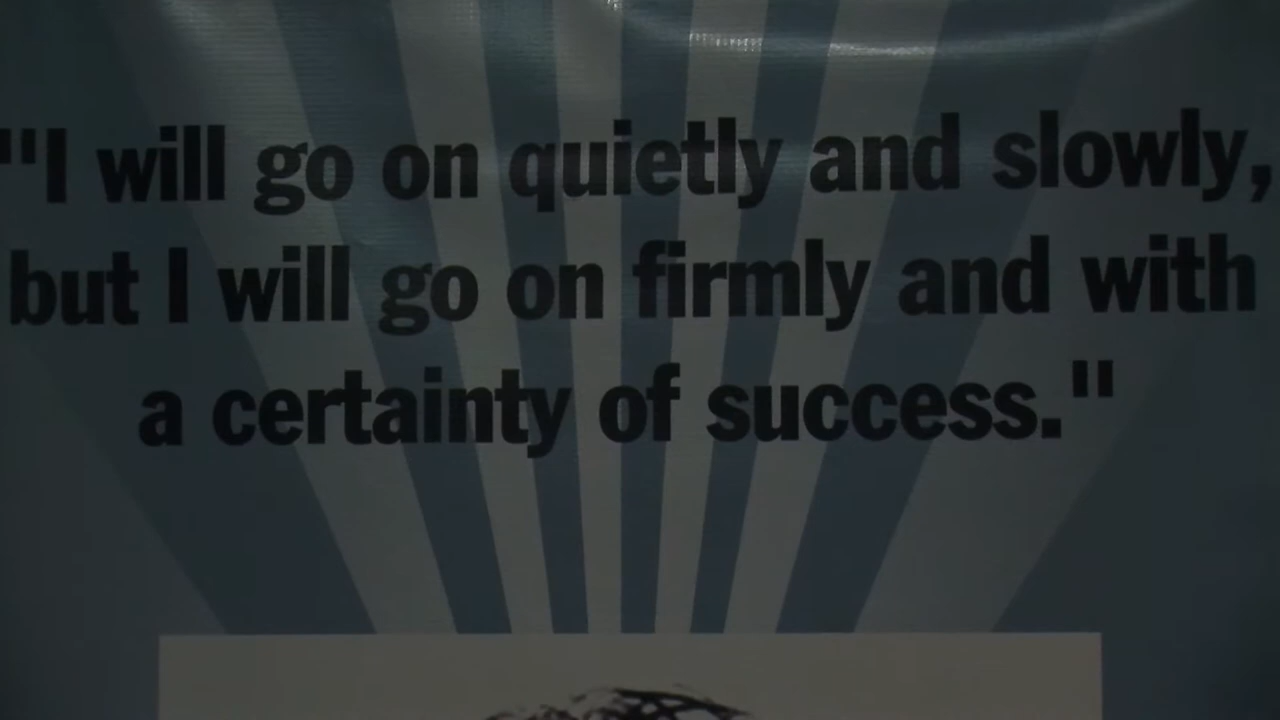 "I will go on quietly and slowly,
but I will go on firmly and with
a certainty of success."